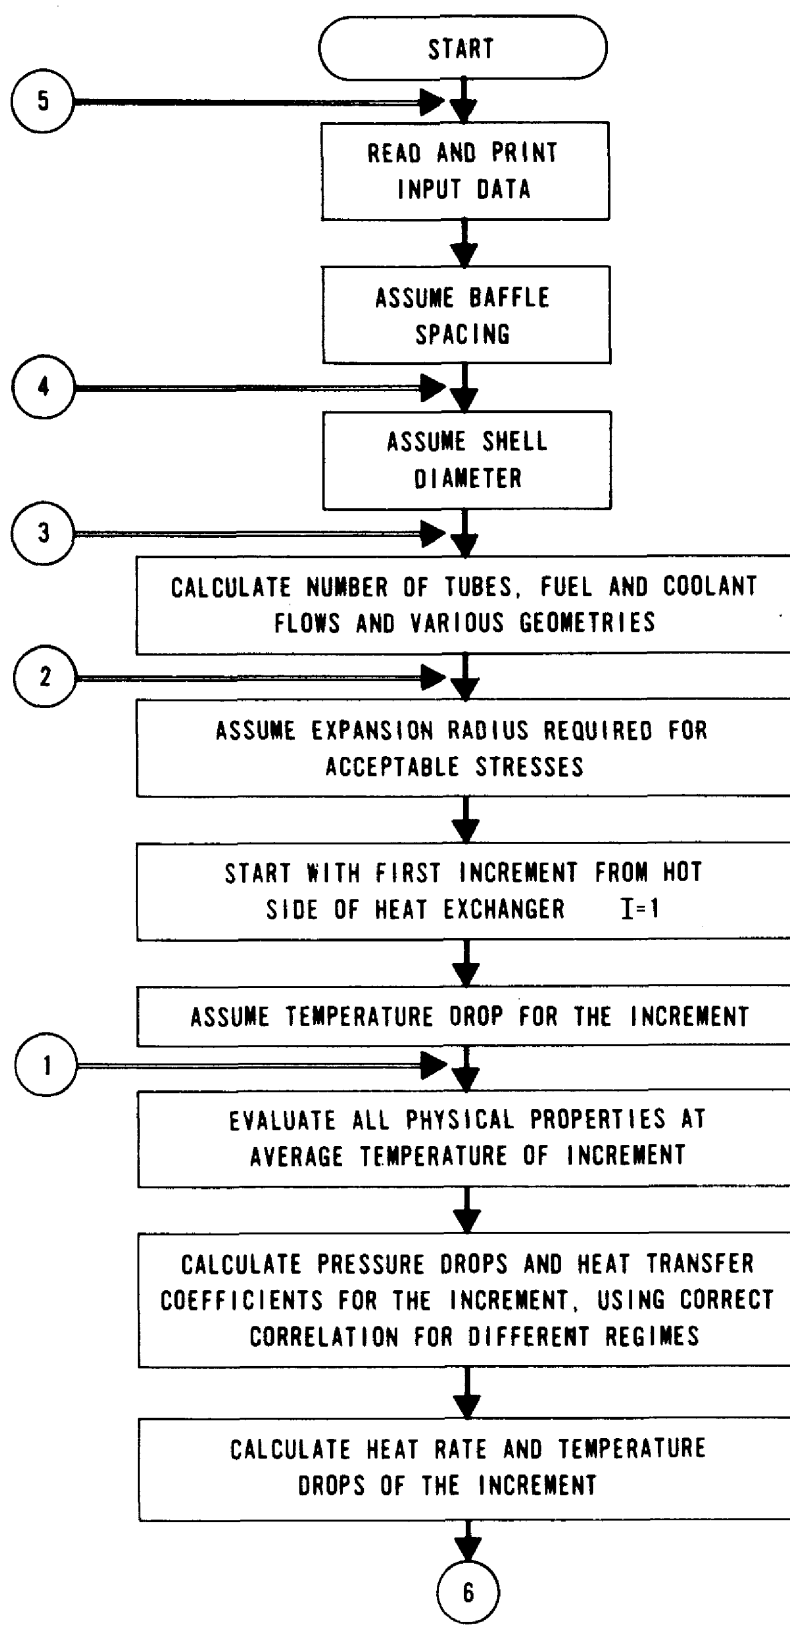 START
5
READ AND PRINT
INPUT DATA
ASSUME BAFFLE
SPACING
4
ASSUME SHELL
DIAMETER
3
CALCULATE NUMBER OF TUBES, FUEL AND COOLANT
FLOWS AND VARIOUS GEOMETRIES
2
ASSUME EXPANSION RADIUS REQUIRED FOR
ACCEPTABLE STRESSES
START WITH FIRST INCREMENT FROM HOT
SIDE OF HEAT EXCHANGER I=1
ASSUME TEMPERATURE DROP FOR THE INCREMENT
1
EVALUATE ALL PHYSICAL PROPERTIES AT
AVERAGE TEMPERATURE OF INCREMENT
CALCULATE PRESSURE DROPS AND HEAT TRANSFER
COEFFICIENTS FOR THE INCREMENT, USING CORRECT
CORRELATION FOR DIFFERENT REGIMES
CALCULATE HEAT RATE AND TEMPERATURE
DROPS OF THE INCREMENT
6